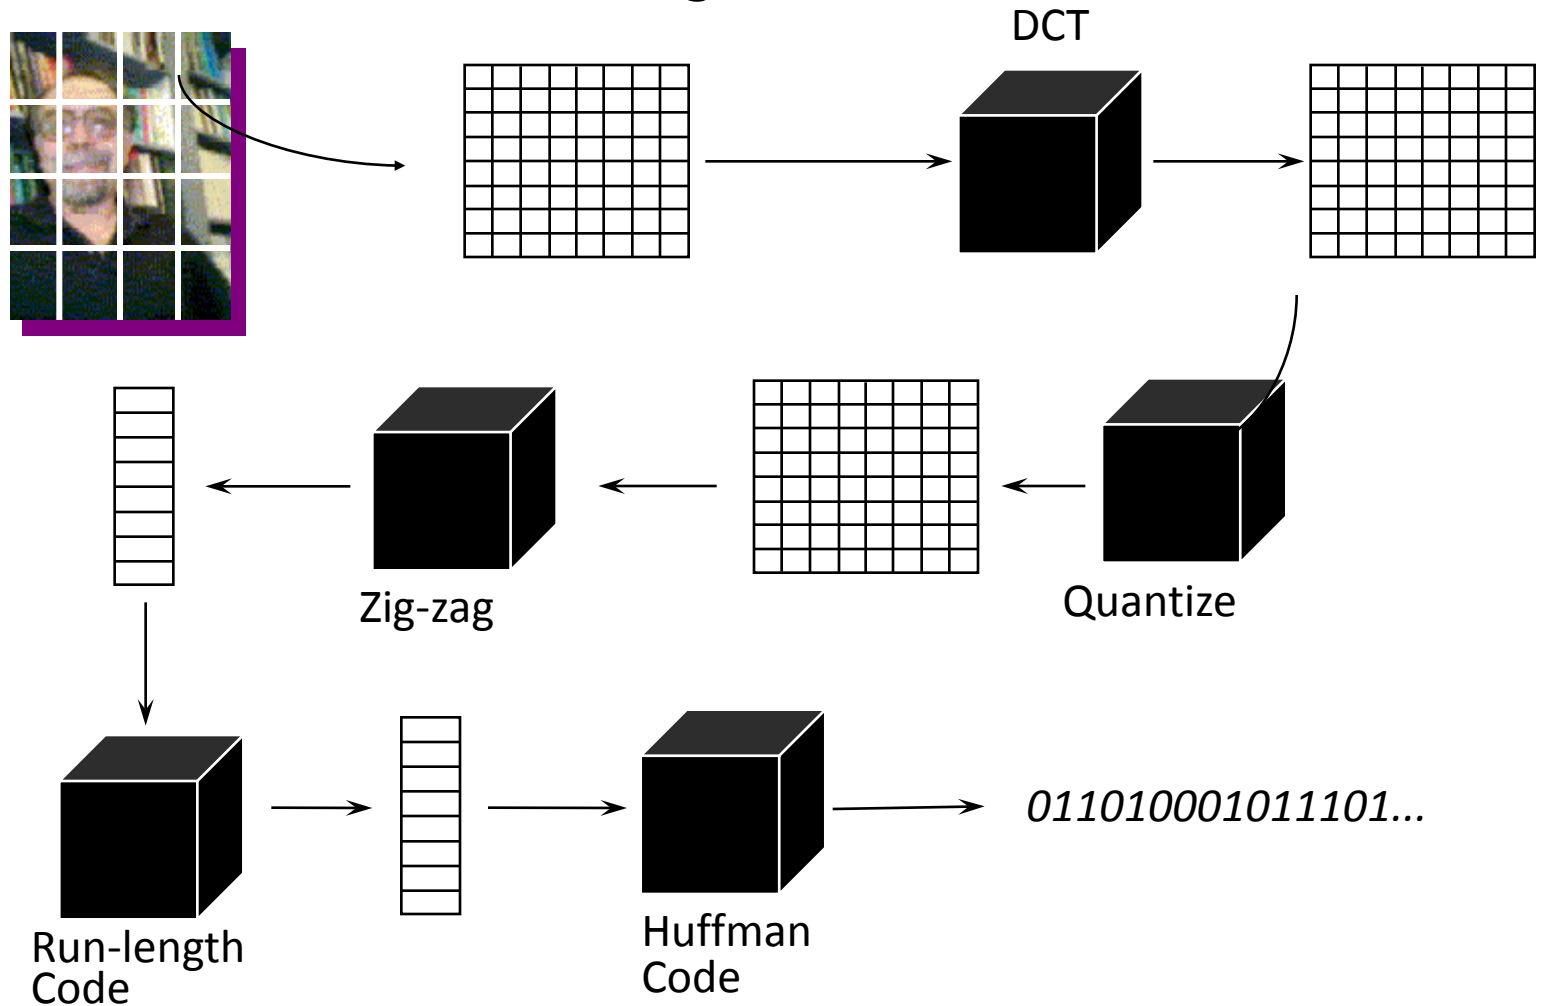 DCT
Zig-zag
Quantize
Run-length
Code
Huffman
Code
011010001011101...